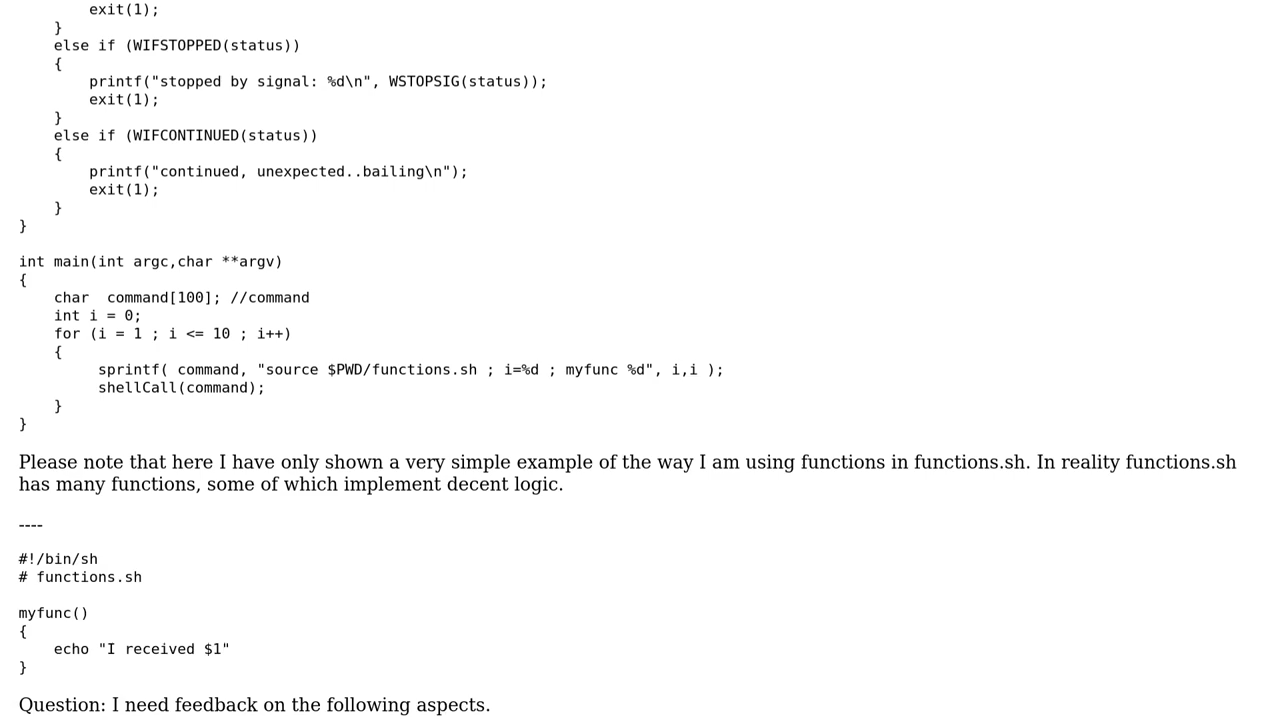 exit(1);
    }
    else if (WIFSTOPPED(status))
    {
        printf("stopped by signal: %d\n", WSTOPSIG(status));
        exit(1);
    }
    else if (WIFCONTINUED(status))
    {
        printf("continued, unexpected..bailing\n");
        exit(1);
    }
}

int main(int argc,char **argv)
{
    char  command[100]; //command
    int i = 0;
    for (i = 1 ; i <= 10 ; i++)
    {
         sprintf( command, "source $PWD/functions.sh ; i=%d ; myfunc %d", i,i );
         shellCall(command);
    }
}

Please note that here I have only shown a very simple example of the way I am using functions in functions.sh. In reality functions.sh
has many functions, some of which implement decent logic.

----

#!/bin/sh
# functions.sh

myfunc()
{
    echo "I received $1"
}

Question: I need feedback on the following aspects.